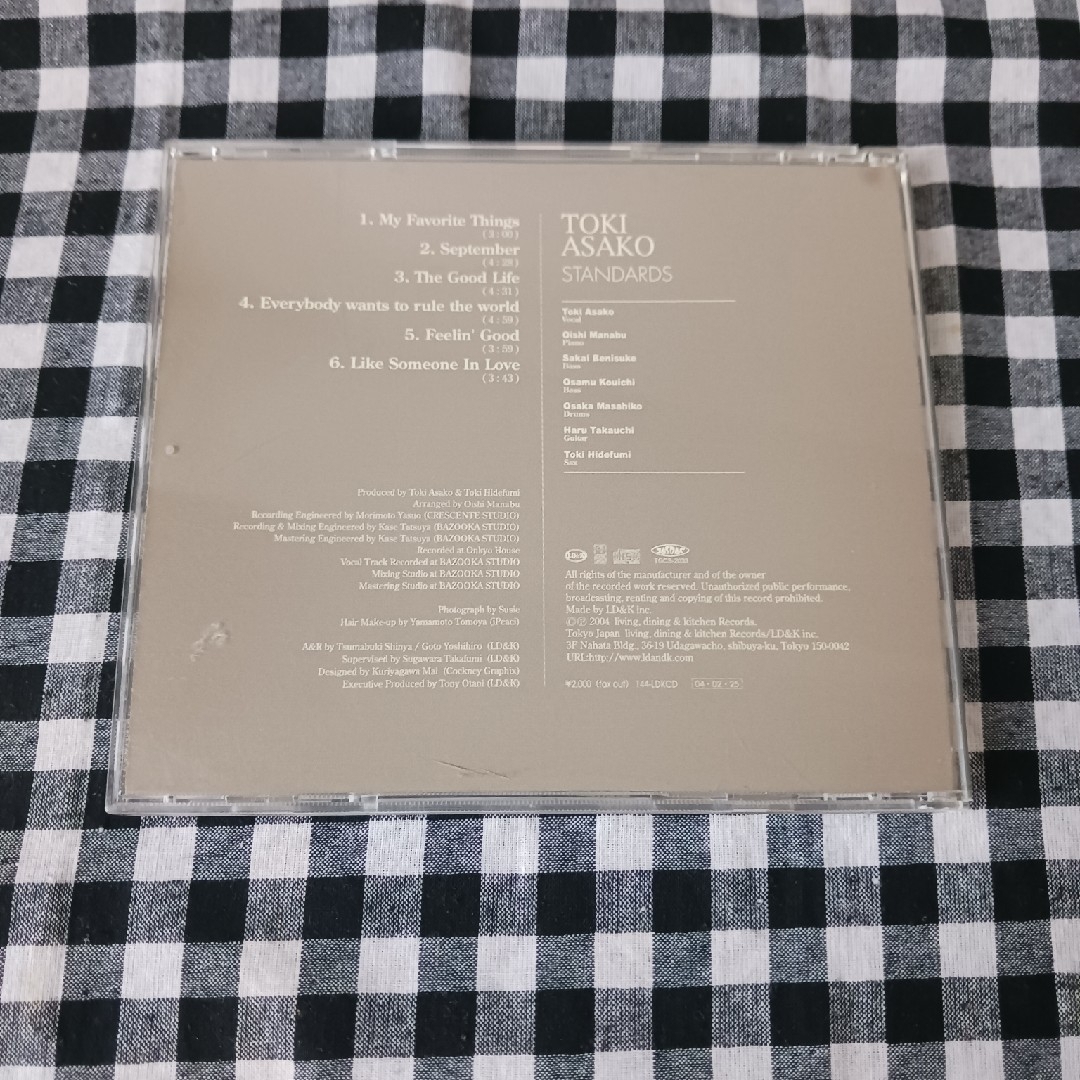 1. My Favorite Things
2. September
(4:28)
3. The Good Life
(4:31)
4. Everybody wants to rule the world
(4:59)
5. Feelin' Good
(3:59)
6. Like Someone In Love
(3:43)
Produced by Toki Asako & Toki Hidefumi
Arranged by Oishi Manabu
Recording Engineered by Morimoto Yasuo (CRESCENTE STUDIO)
Recording & Mixing Engineered by Kase Tatsuya (BAZOOKA STUDIO)
Mastering Engineered by Kase Tatsuya (BAZOOKA STUDIO)
Recorded at Onkyo House
Vocal Track Recorded at BAZOOKA STUDIO
Mixing Studio at BAZOOKA STUDIO
Mastering Studio at BAZOOKA STUDIO
Photograph by Susie
Hair Make-up by Yamamoto Tomoya (JPeari)
A&R by Tsumabuki Shinya / Goto Yoshihiro (LD&K)
Supervised by Sugawara Takafumi (LD&K)
Designed by Kuriyagawa Mai (Cockney Graphix)
Executive Produced by Tony Otani (LD&K)
TOKI
ASAKO
STANDARDS
Toki Asako
Vocal
Oishi Manabu
Piano
Sakai Benisuke
Bass
Osamu Kouichi
Bass
Osaka Masahiko
Drums
Haru Takauchi
Guitar
Toki Hidefumi
Sax
LD&K
All rights of the manufacturer and of the owner
of the recorded work reserved. Unauthorized public performance,
broadcasting, renting and copying of this record prohibited.
Made by LD&K inc.
©℗ 2004 living, dining & kitchen Records.
Tokyo Japan living, dining & kitchen Records/LD&K inc.
3F Nahata Bldg., 36-19 Udagawacho, shibuya-ku, Tokyo 150-0042
URL:http://www.ldandk.com
¥2,000 (tax out) 144-LDKCD 04・02・25